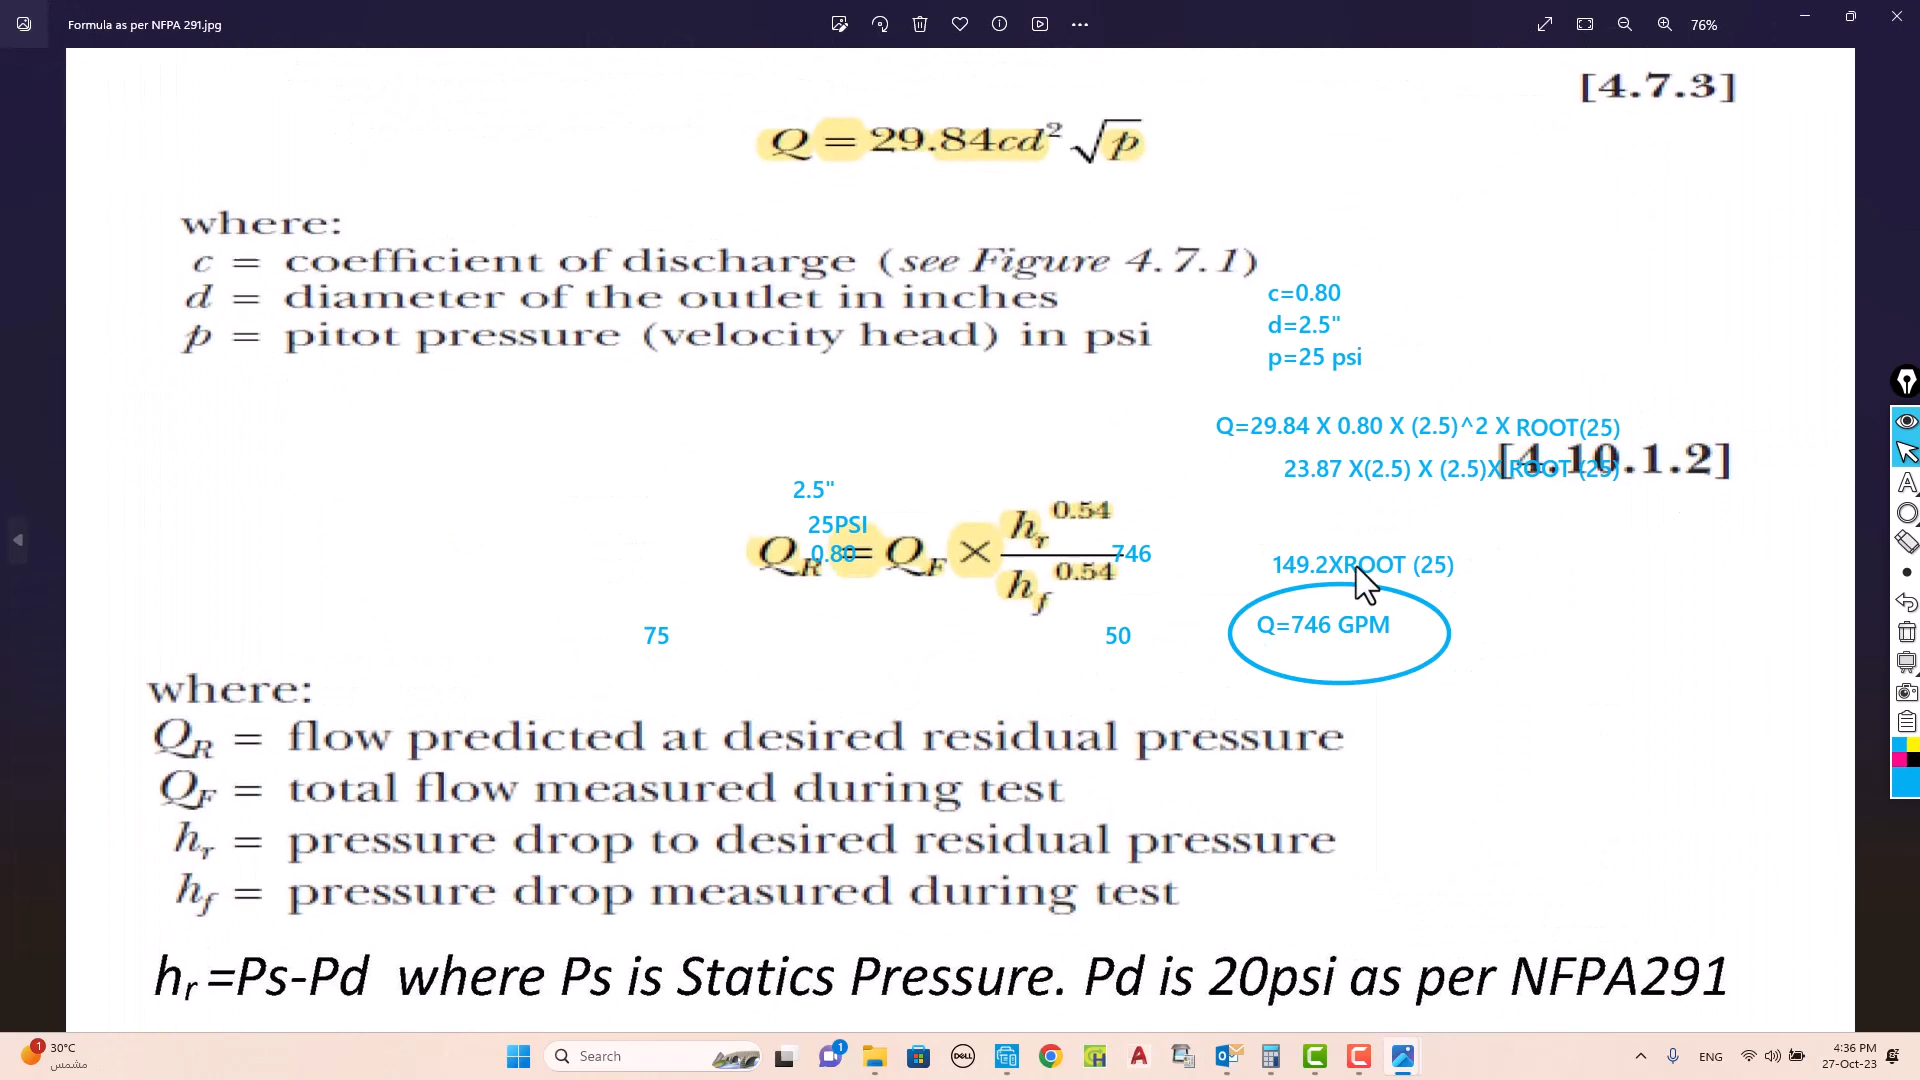 Formula as per NFPA 291.jpg
76%
[4.7.3]
Q = 29.84cd² √p
where:
c = coefficient of discharge (see Figure 4.7.1)
d = diameter of the outlet in inches
p = pitot pressure (velocity head) in psi
c=0.80
d=2.5"
p=25 psi
Q=29.84 X 0.80 X (2.5)^2 X ROOT(25)
[4.10.1.2]
23.87 X(2.5) X (2.5)X ROOT (25)
2.5"
25PSI
0.80
Q_R = Q_F × h_r^0.54 / h_f^0.54
746
149.2XROOT (25)
Q=746 GPM
75
50
where:
Q_R = flow predicted at desired residual pressure
Q_F = total flow measured during test
h_r = pressure drop to desired residual pressure
h_f = pressure drop measured during test
h_r =Ps-Pd where Ps is Statics Pressure. Pd is 20psi as per NFPA291
1
30°C
مشمس
Search
1
DELL
ENG
4:36 PM
27-Oct-23